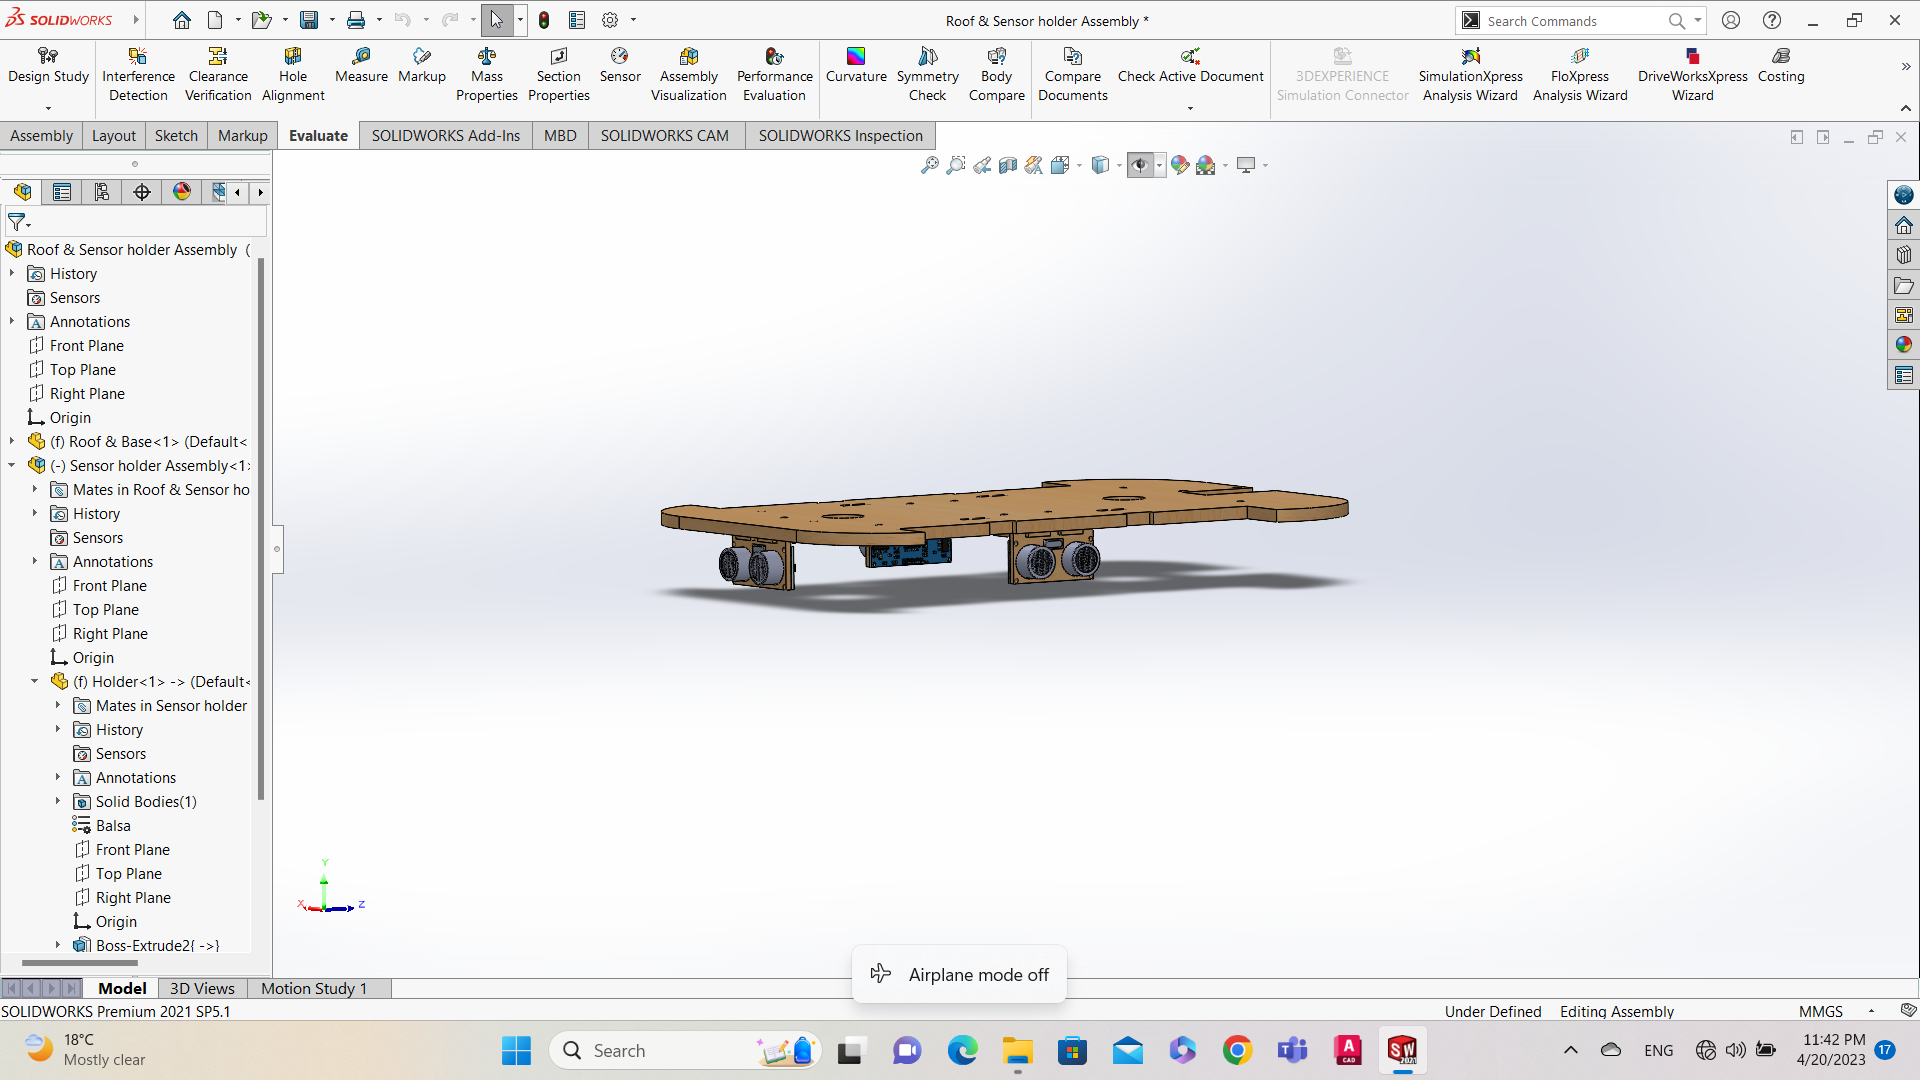 SOLIDWORKS
Roof & Sensor holder Assembly *
Search Commands
Design Study
Interference Detection
Clearance Verification
Hole Alignment
Measure
Markup
Mass Properties
Section Properties
Sensor
Assembly Visualization
Performance Evaluation
Curvature
Symmetry Check
Body Compare
Compare Documents
Check Active Document
3DEXPERIENCE Simulation Connector
SimulationXpress Analysis Wizard
FloXpress Analysis Wizard
DriveWorksXpress Wizard
Costing
Assembly
Layout
Sketch
Markup
Evaluate
SOLIDWORKS Add-Ins
MBD
SOLIDWORKS CAM
SOLIDWORKS Inspection
Roof & Sensor holder Assembly (
History
Sensors
Annotations
Front Plane
Top Plane
Right Plane
Origin
(f) Roof & Base<1> (Default<
(-) Sensor holder Assembly<1>
Mates in Roof & Sensor ho
History
Sensors
Annotations
Front Plane
Top Plane
Right Plane
Origin
(f) Holder<1> -> (Default<
Mates in Sensor holder
History
Sensors
Annotations
Solid Bodies(1)
Balsa
Front Plane
Top Plane
Right Plane
Origin
Boss-Extrude2{ ->}
Y
X
Z
Airplane mode off
Model
3D Views
Motion Study 1
SOLIDWORKS Premium 2021 SP5.1
Under Defined
Editing Assembly
MMGS
18°C
Mostly clear
Search
A
CAD
SW
2021
ENG
11:42 PM
4/20/2023
17